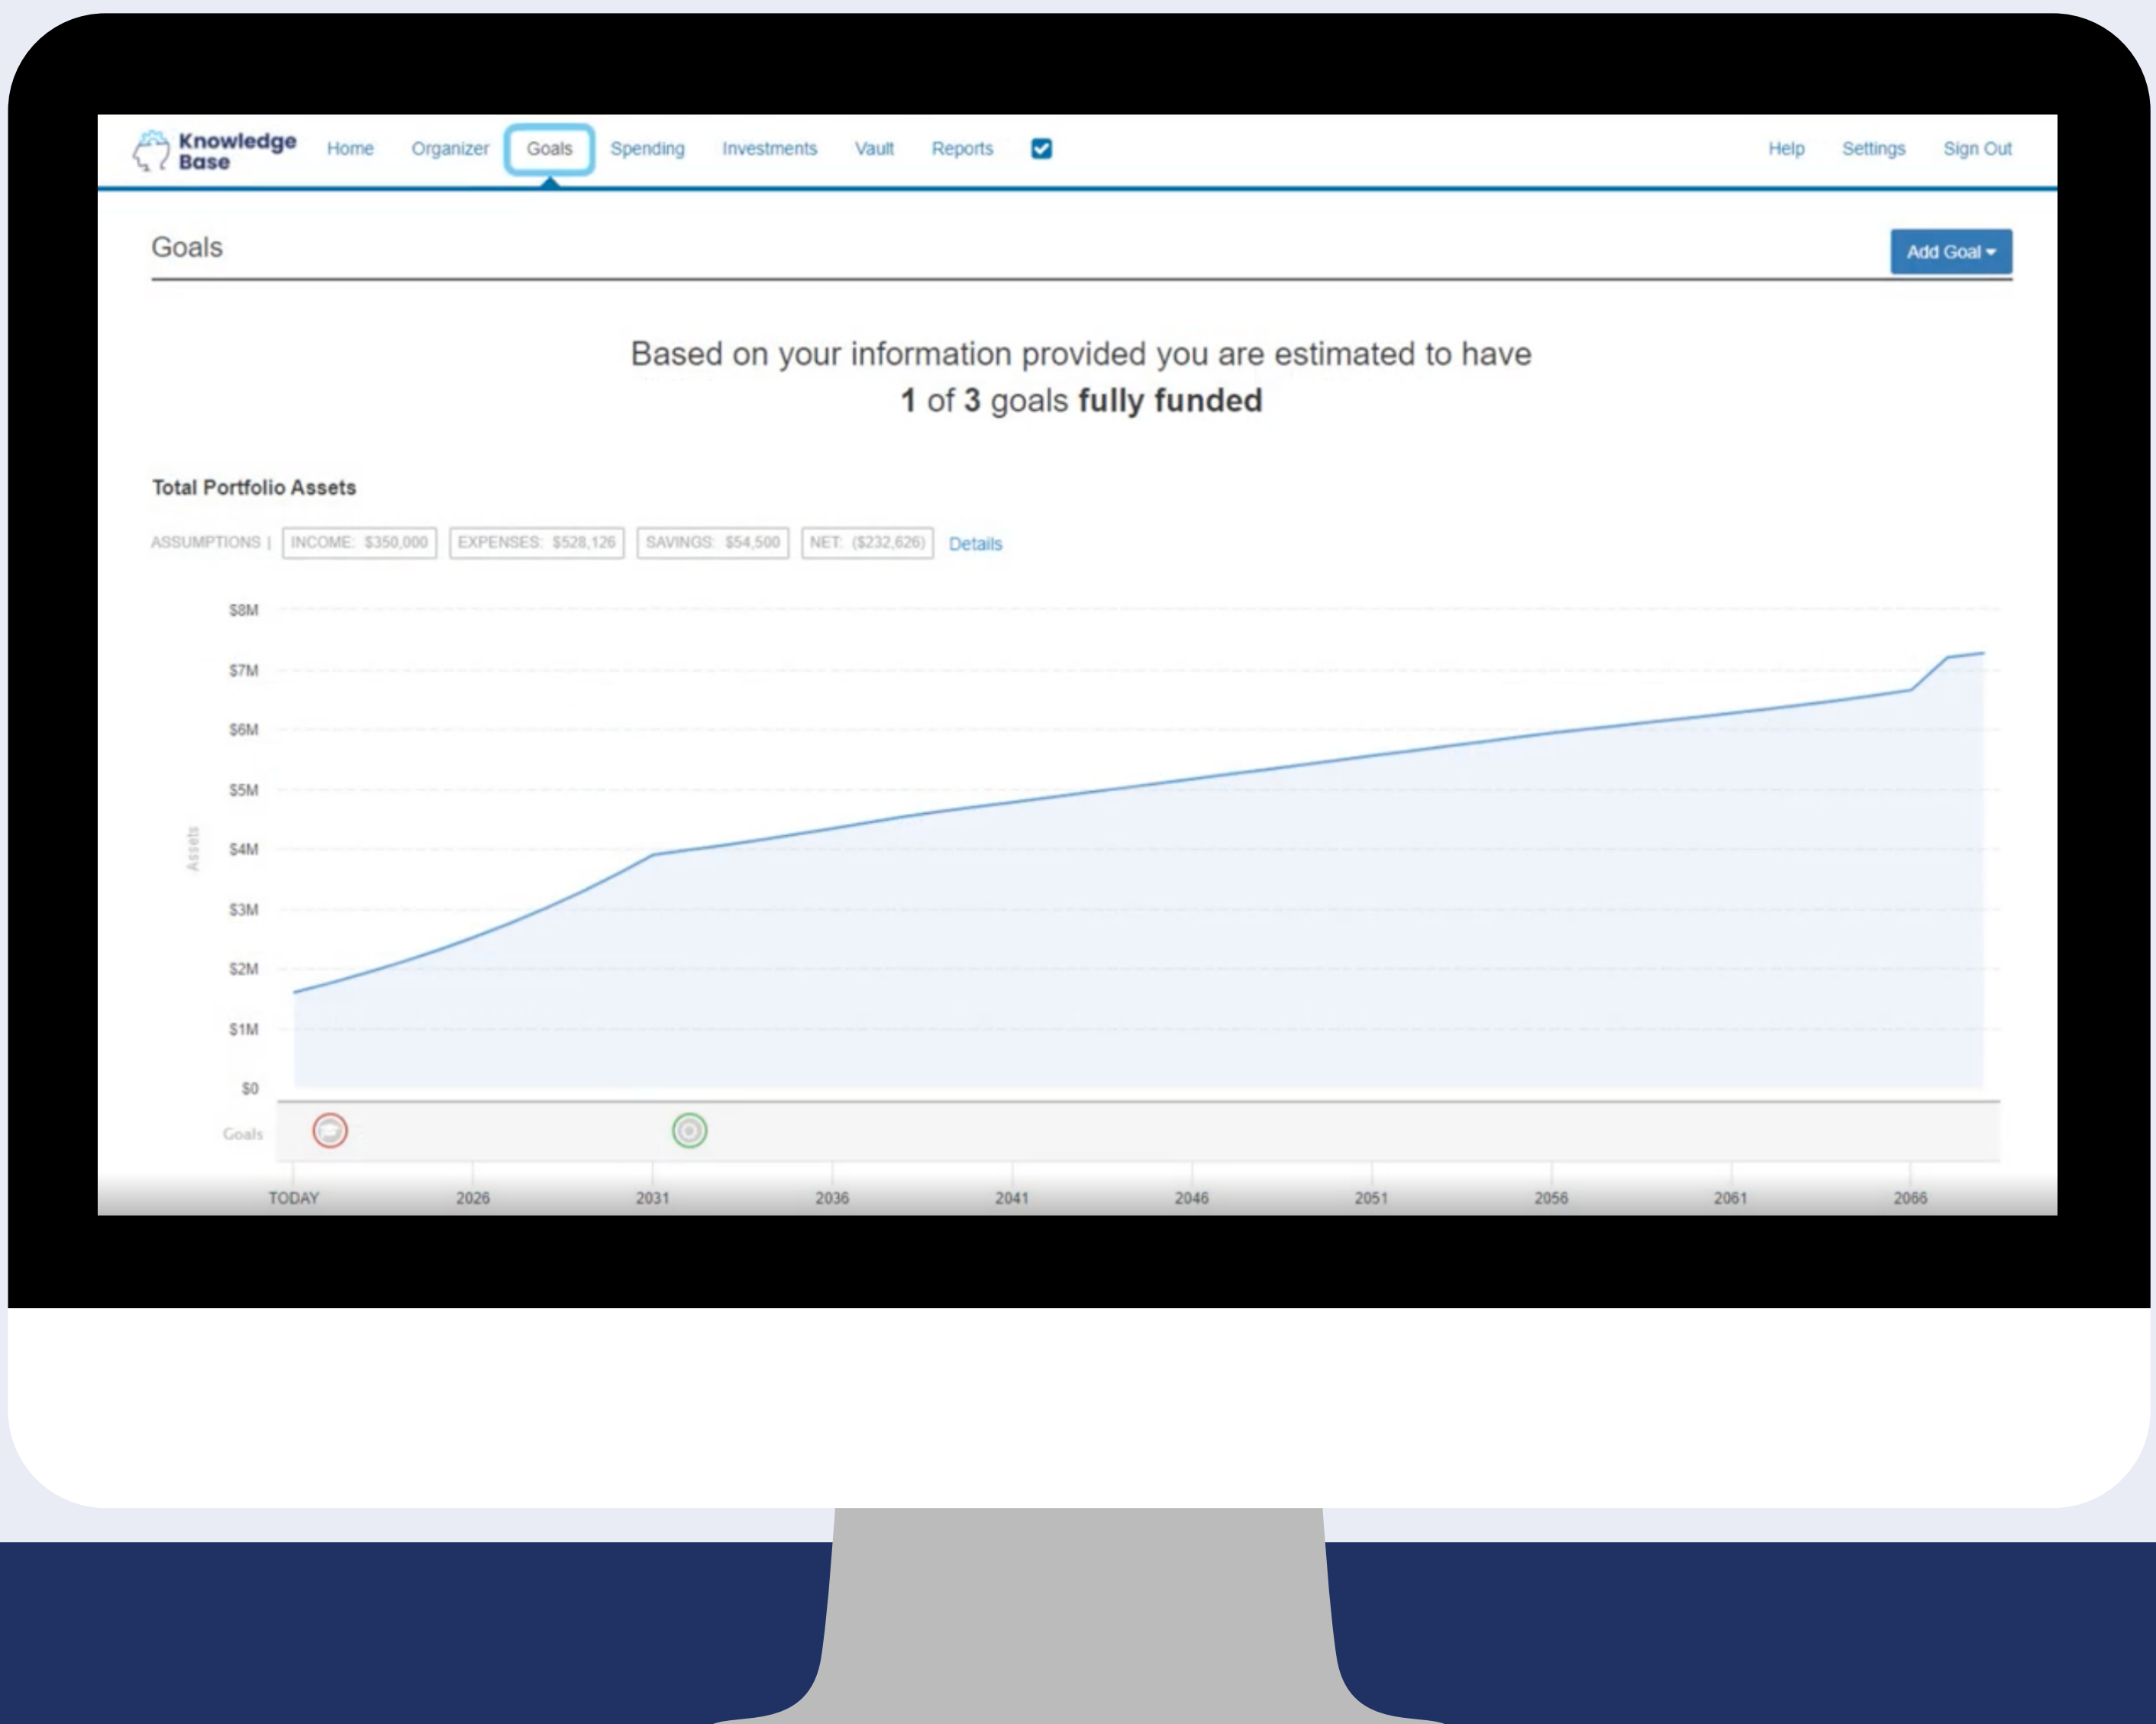 Knowledge
Base
Home Organizer Goals Spending Investments Vault Reports Help Settings Sign Out
Goals
Add Goal
Based on your information provided you are estimated to have
1 of 3 goals fully funded
Total Portfolio Assets
ASSUMPTIONS | INCOME: $350,000 EXPENSES: $528,126 SAVINGS: $54,500 NET: ($232,626) Details
$8M
$7M
$6M
$5M
$4M
$3M
$2M
$1M
$0
Assets
Goals
TODAY 2026 2031 2036 2041 2046 2051 2056 2061 2066